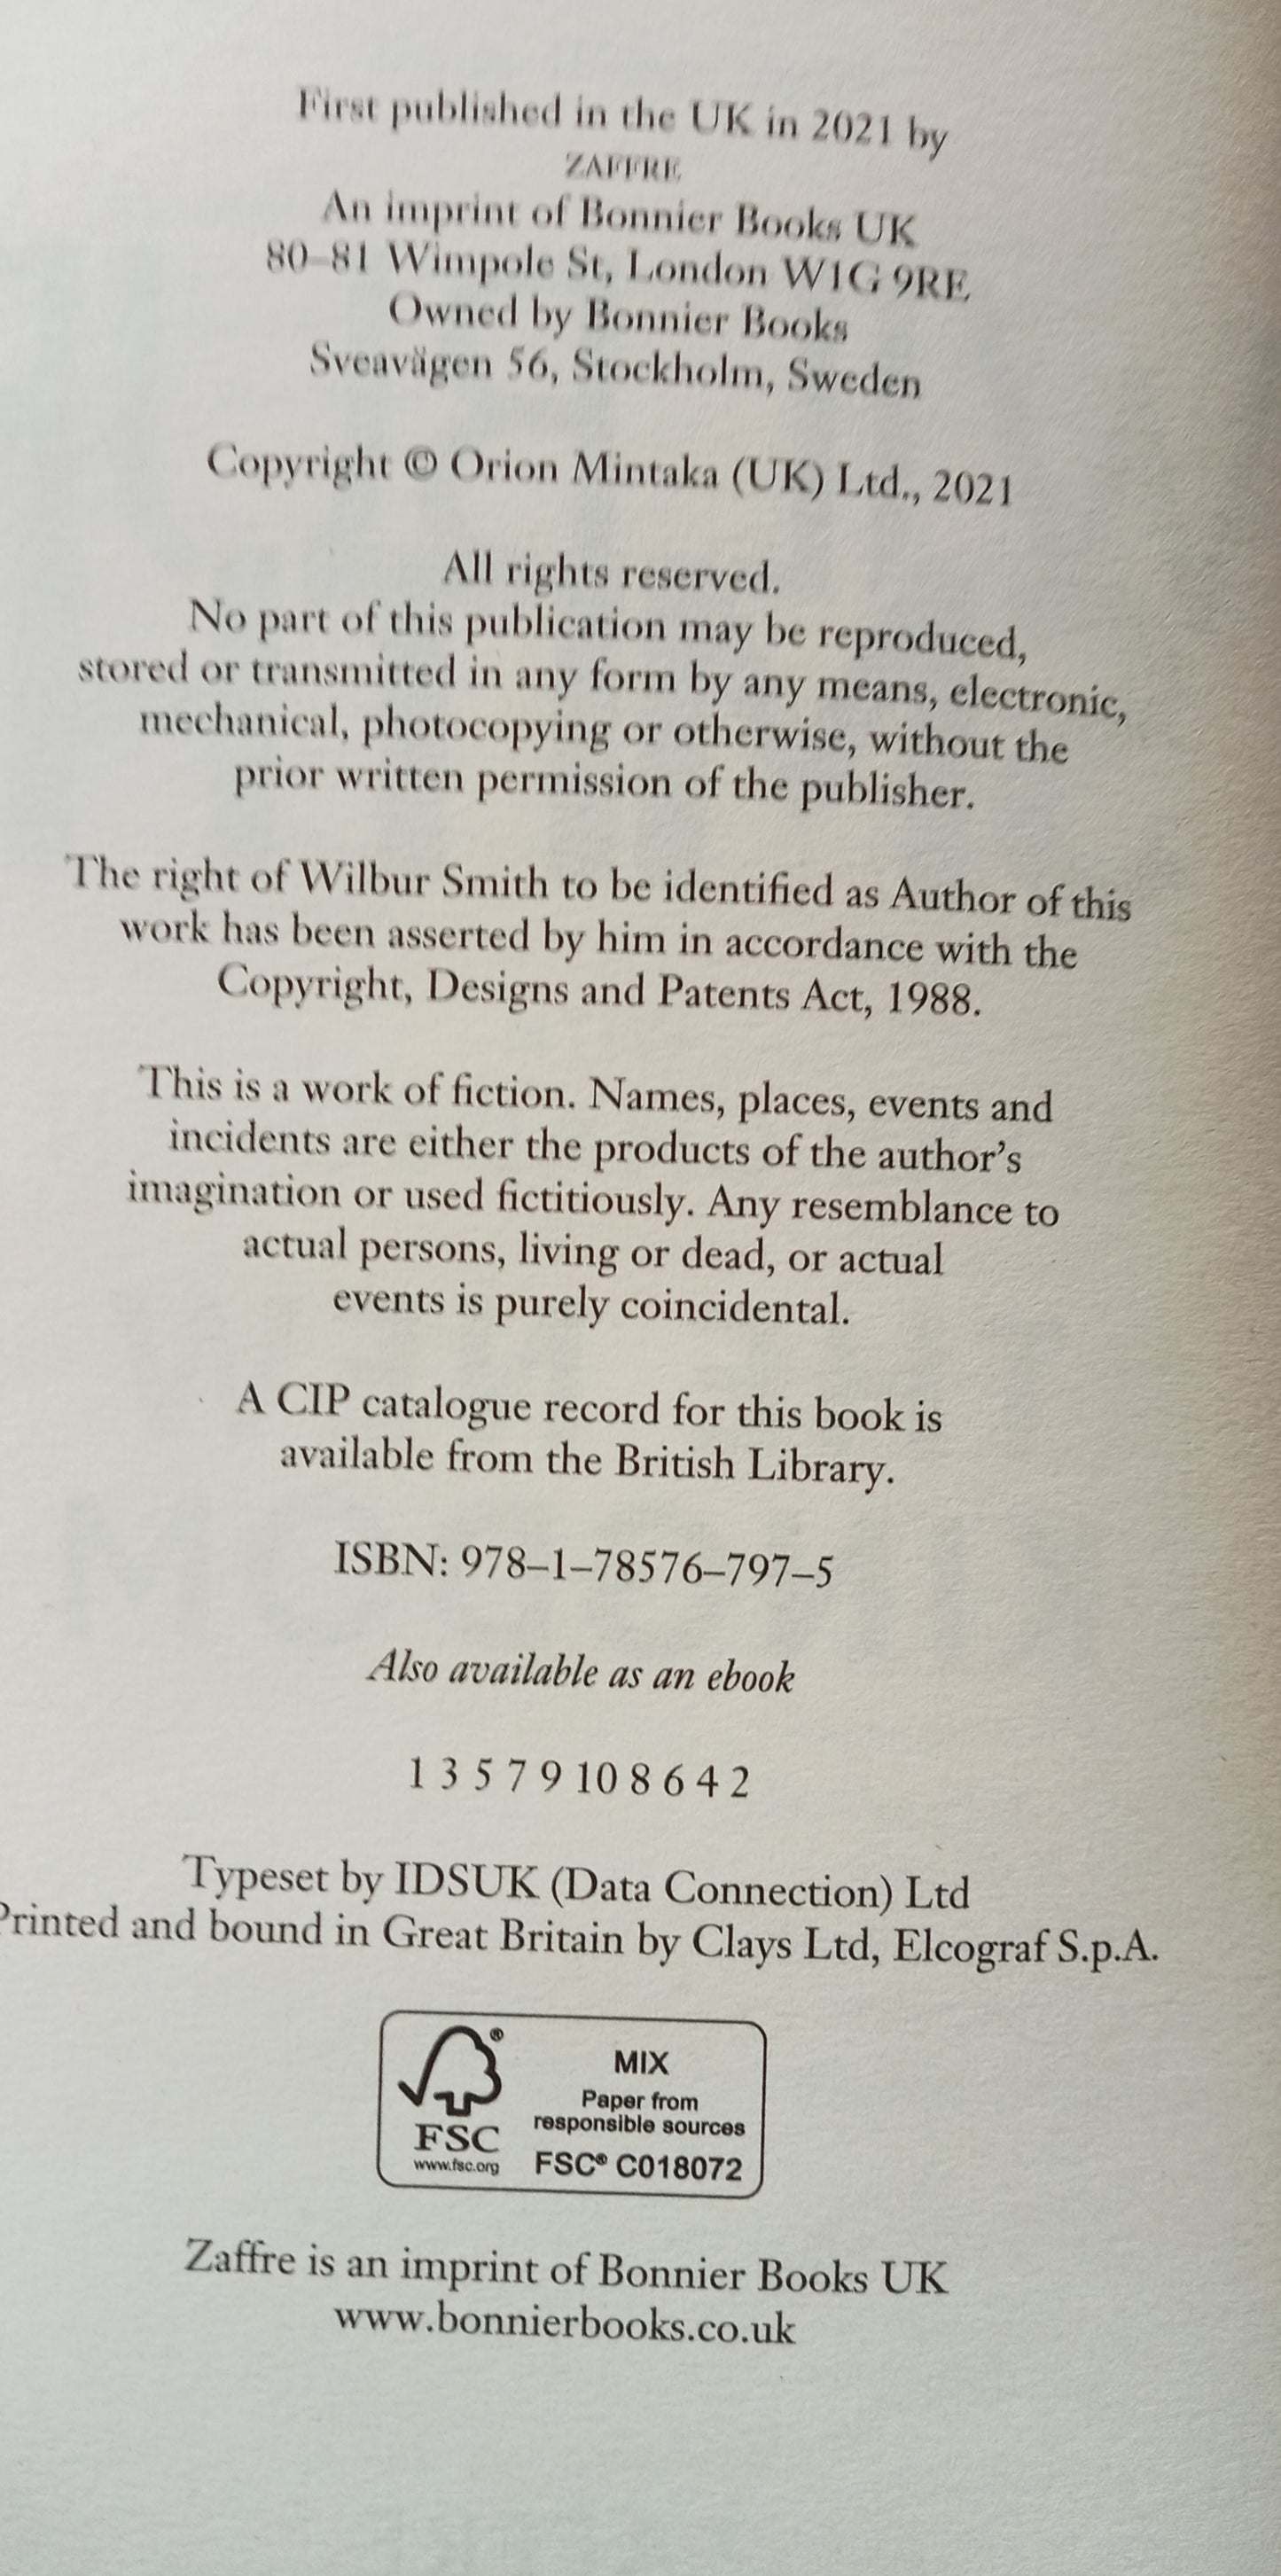 First published in the UK in 2021 by
ZAFFRE
An imprint of Bonnier Books UK
80–81 Wimpole St, London W1G 9RE
Owned by Bonnier Books
Sveavägen 56, Stockholm, Sweden
Copyright © Orion Mintaka (UK) Ltd., 2021
All rights reserved.
No part of this publication may be reproduced,
stored or transmitted in any form by any means, electronic,
mechanical, photocopying or otherwise, without the
prior written permission of the publisher.
The right of Wilbur Smith to be identified as Author of this
work has been asserted by him in accordance with the
Copyright, Designs and Patents Act, 1988.
This is a work of fiction. Names, places, events and
incidents are either the products of the author's
imagination or used fictitiously. Any resemblance to
actual persons, living or dead, or actual
events is purely coincidental.
A CIP catalogue record for this book is
available from the British Library.
ISBN: 978–1–78576–797–5
Also available as an ebook
1 3 5 7 9 10 8 6 4 2
Typeset by IDSUK (Data Connection) Ltd
Printed and bound in Great Britain by Clays Ltd, Elcograf S.p.A.
®
FSC
www.fsc.org
MIX
Paper from
responsible sources
FSC® C018072
Zaffre is an imprint of Bonnier Books UK
www.bonnierbooks.co.uk